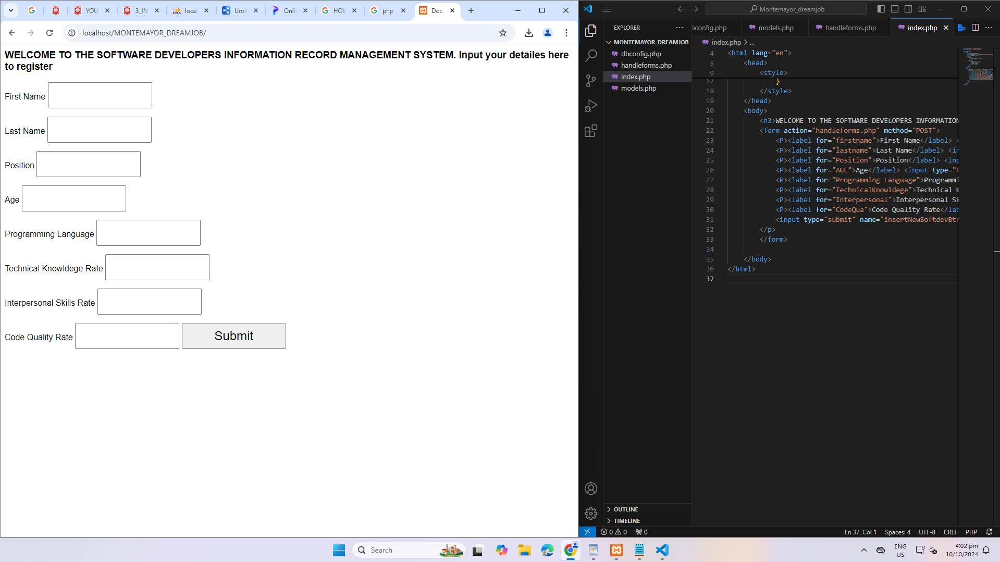 YOU
3_IN
local
Unti
Onli
HOW
php
Doc
localhost/MONTEMAYOR_DREAMJOB/
WELCOME TO THE SOFTWARE DEVELOPERS INFORMATION RECORD MANAGEMENT SYSTEM. Input your detailes here
to register
First Name
Last Name
Position
Age
Programming Language
Technical Knowldege Rate
Interpersonal Skills Rate
Code Quality Rate
Submit
Montemayor_dreamjob
EXPLORER
MONTEMAYOR_DREAMJOB
dbconfig.php
handleforms.php
index.php
models.php
OUTLINE
TIMELINE
bconfig.php
models.php
handleforms.php
index.php
index.php > ...
4 <html lang="en">
5 <head>
9 <style>
17 }
18 </style>
19 </head>
20 <body>
21 <h3>WELCOME TO THE SOFTWARE DEVELOPERS INFORMATION
22 <form action="handleforms.php" method="POST">
23 <P><label for="firstname">First Name</label> <
24 <P><label for="lastname">Last Name</label> <in
25 <P><label for="Position">Position</label> <inp
26 <P><label for="AGE">Age</label> <input type="t
27 <P><label for="Programming Language">Programmi
28 <P><label for="TechnicalKnowldege">Technical K
29 <P><label for="Interpersonal">Interpersonal Sk
30 <P><label for="CodeQua">Code Quality Rate</lab
31 <input type="submit" name="insertNewSoftdevBtn
32 </p>
33 </form>
34
35 </body>
36 </html>
37
0 0 0
Ln 37, Col 1 Spaces: 4 UTF-8 CRLF PHP
Search
ENG
US
4:02 pm
10/10/2024